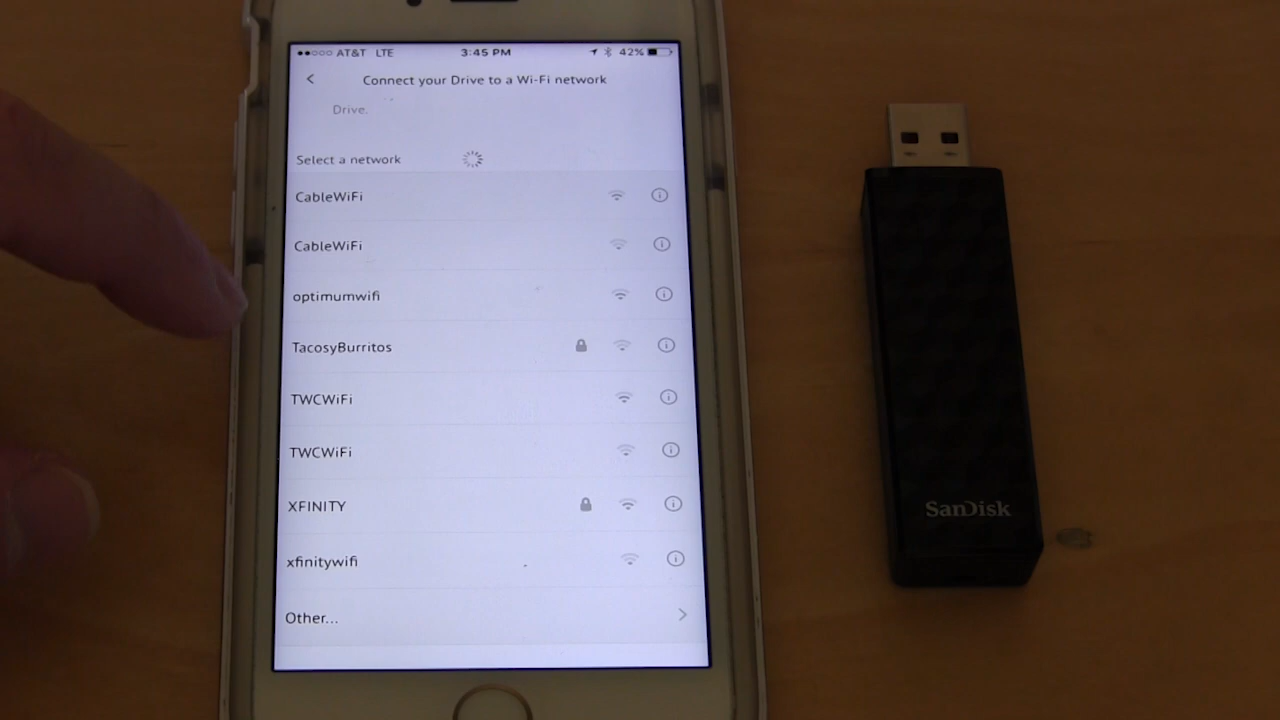 AT&T LTE 3:45 PM 42%
Connect your Drive to a Wi-Fi network
Drive.
Select a network
CableWiFi
CableWiFi
optimumwifi
TacosyBurritos
TWCWiFi
TWCWiFi
XFINITY
xfinitywifi
Other...
SanDisk